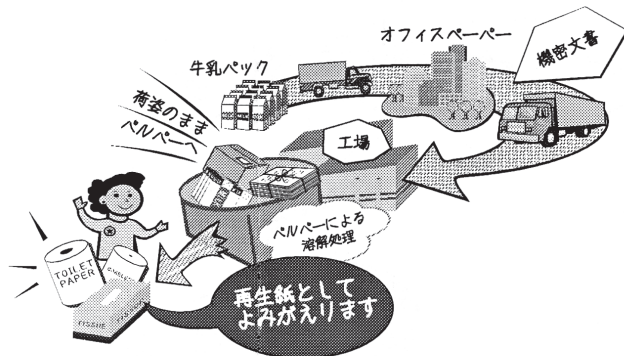 オフィスペーパー
機密文書
牛乳パック
荷姿のまま
ペルパーへ
工場
ペルパーによる
溶解処理
TOILET
PAPER
TISSUE
再生紙として
よみがえります